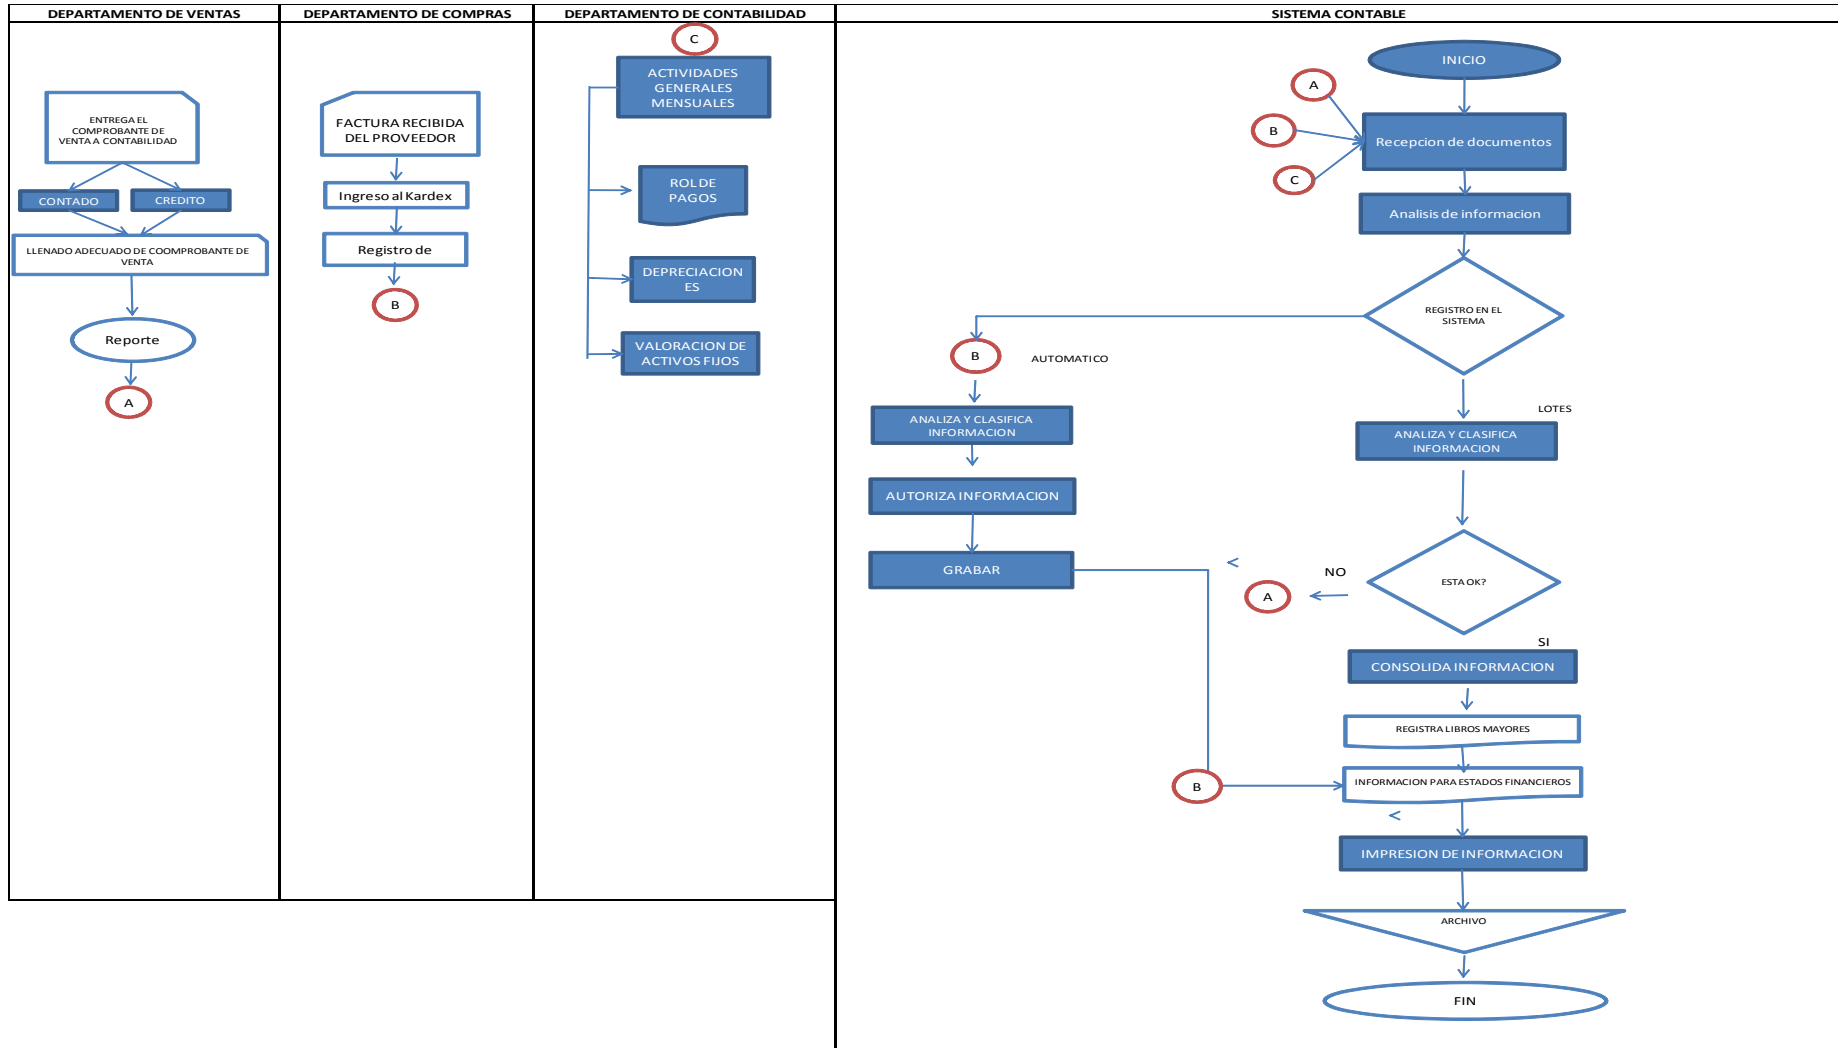 DEPARTAMENTO DE VENTAS
ENTREGA EL
COMPROBANTE DE
VENTA A CONTABILIDAD
CONTADO
CREDITO
LLENADO ADECUADO DE COOMPROBANTE DE
VENTA
Reporte
A
DEPARTAMENTO DE COMPRAS
FACTURA RECIBIDA
DEL PROVEEDOR
Ingreso al Kardex
Registro de
B
DEPARTAMENTO DE CONTABILIDAD
C
ACTIVIDADES
GENERALES
MENSUALES
ROL DE
PAGOS
DEPRECIACION
ES
VALORACION DE
ACTIVOS FIJOS
SISTEMA CONTABLE
INICIO
A
B
C
Recepcion de documentos
Analisis de informacion
REGISTRO EN EL
SISTEMA
B
AUTOMATICO
ANALIZA Y CLASIFICA
INFORMACION
AUTORIZA INFORMACION
GRABAR
LOTES
ANALIZA Y CLASIFICA
INFORMACION
ESTA OK?
NO
A
SI
CONSOLIDA INFORMACION
REGISTRA LIBROS MAYORES
B
INFORMACION PARA ESTADOS FINANCIEROS
IMPRESION DE INFORMACION
ARCHIVO
FIN